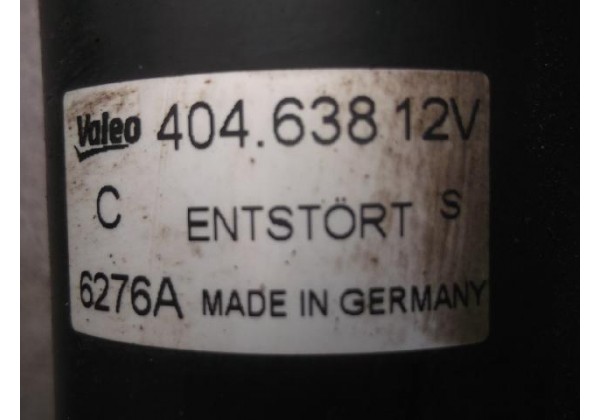 Valeo 404.638 12V
C ENTSTÖRT S
6276A MADE IN GERMANY